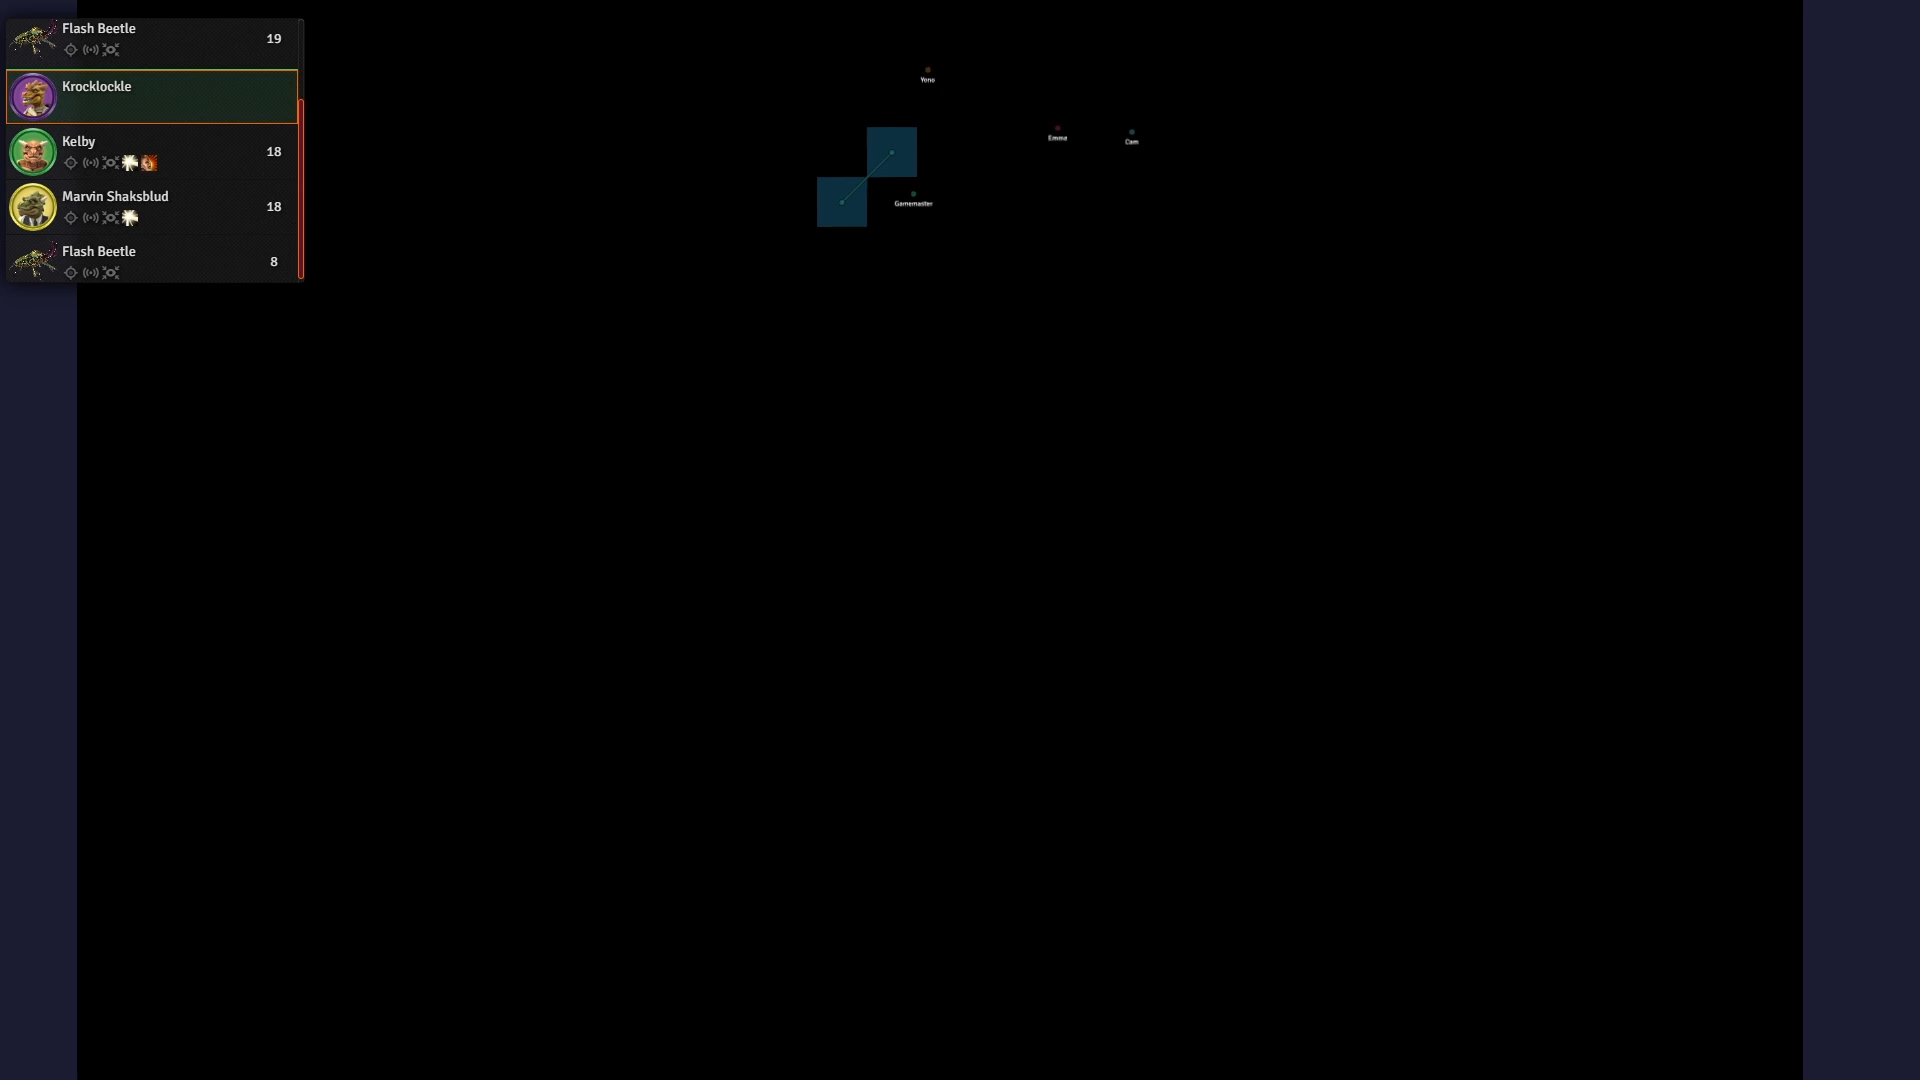 Flash Beetle
19
Krocklockle
Kelby
18
Marvin Shaksblud
18
Flash Beetle
8
Yono
Emma
Cam
Gamemaster